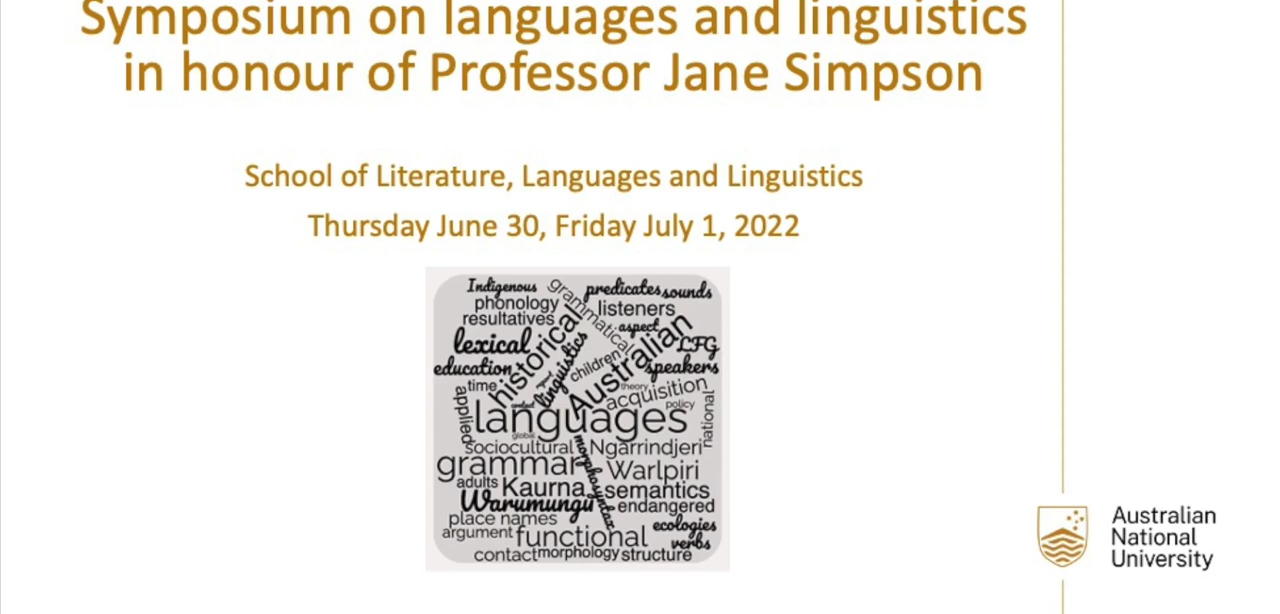 Symposium on languages and linguistics
in honour of Professor Jane Simpson
School of Literature, Languages and Linguistics
Thursday June 30, Friday July 1, 2022
Indigenous
grammatical
predicates
sounds
phonology
listeners
resultatives
historical
aspect
Australian
lexical
linguistics
LFG
children
education
speakers
time
theory
acquisition
applied
policy
national
languages
global
sociocultural
morphosyntax
Ngarrindjeri
grammar
Warlpiri
adults
Kaurna
semantics
Warumungu
endangered
place names
ecologies
argument
functional
verbs
contact
morphology
structure
Australian
National
University